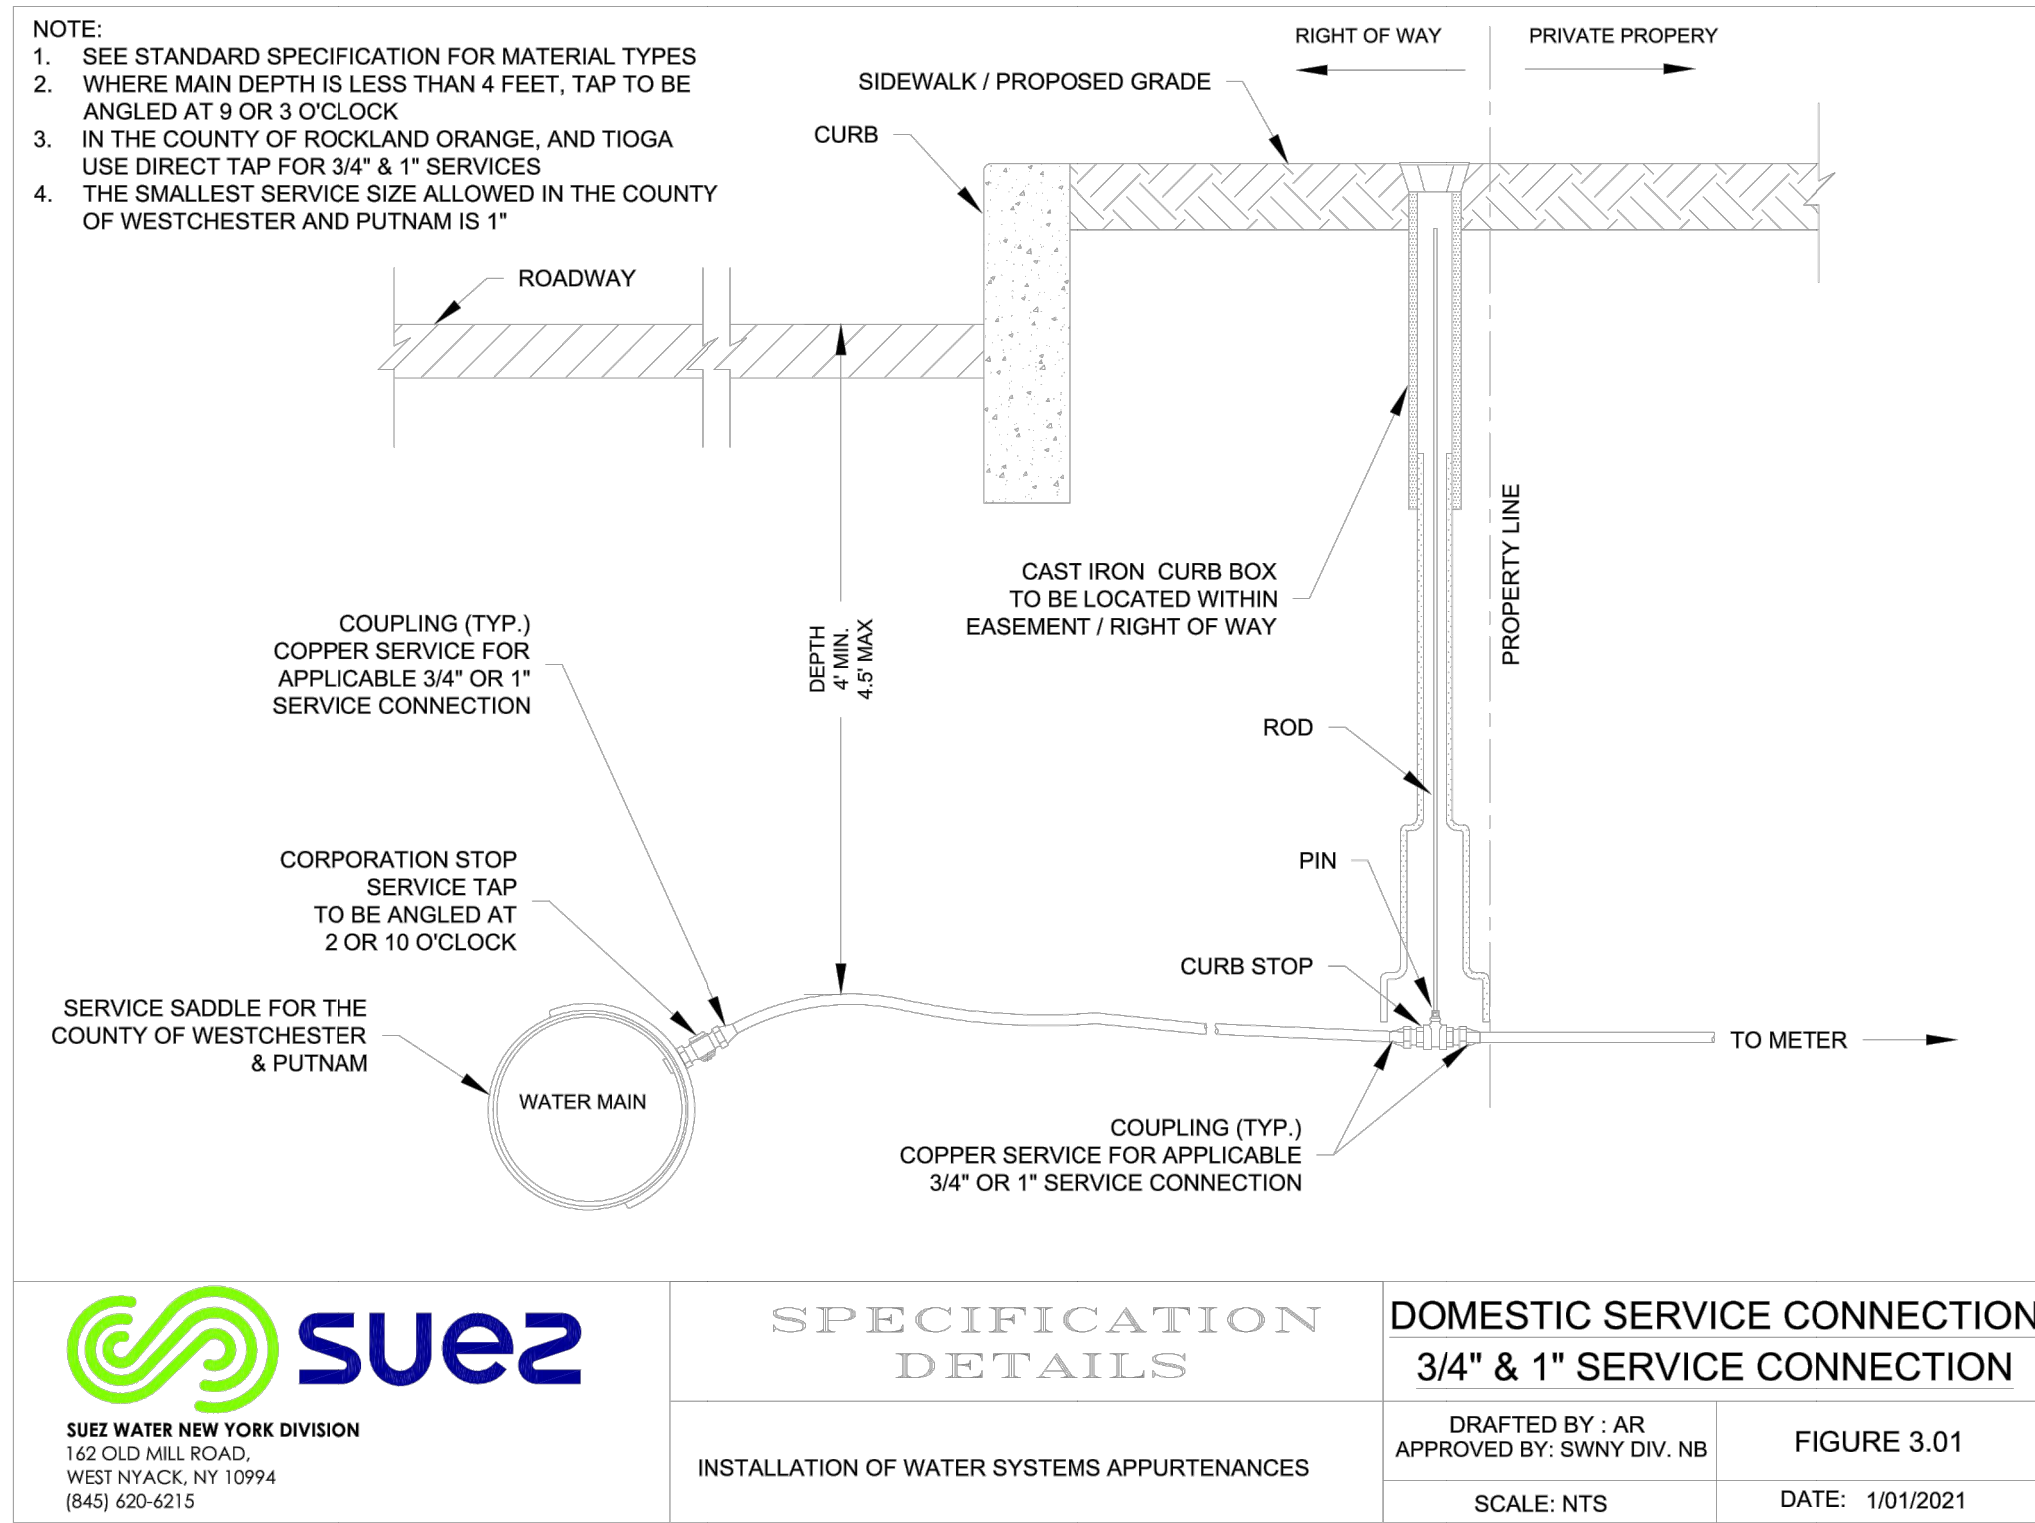 NOTE:
1. SEE STANDARD SPECIFICATION FOR MATERIAL TYPES
2. WHERE MAIN DEPTH IS LESS THAN 4 FEET, TAP TO BE
ANGLED AT 9 OR 3 O'CLOCK
3. IN THE COUNTY OF ROCKLAND ORANGE, AND TIOGA
USE DIRECT TAP FOR 3/4" & 1" SERVICES
4. THE SMALLEST SERVICE SIZE ALLOWED IN THE COUNTY
OF WESTCHESTER AND PUTNAM IS 1"
RIGHT OF WAY
PRIVATE PROPERY
SIDEWALK / PROPOSED GRADE
CURB
ROADWAY
CAST IRON CURB BOX
TO BE LOCATED WITHIN
EASEMENT / RIGHT OF WAY
PROPERTY LINE
DEPTH
4' MIN.
4.5' MAX
COUPLING (TYP.)
COPPER SERVICE FOR
APPLICABLE 3/4" OR 1"
SERVICE CONNECTION
ROD
PIN
CORPORATION STOP
SERVICE TAP
TO BE ANGLED AT
2 OR 10 O'CLOCK
CURB STOP
SERVICE SADDLE FOR THE
COUNTY OF WESTCHESTER
& PUTNAM
WATER MAIN
TO METER
COUPLING (TYP.)
COPPER SERVICE FOR APPLICABLE
3/4" OR 1" SERVICE CONNECTION
suez
SUEZ WATER NEW YORK DIVISION
162 OLD MILL ROAD,
WEST NYACK, NY 10994
(845) 620-6215
SPECIFICATION
DETAILS
INSTALLATION OF WATER SYSTEMS APPURTENANCES
DOMESTIC SERVICE CONNECTION
3/4" & 1" SERVICE CONNECTION
DRAFTED BY : AR
APPROVED BY: SWNY DIV. NB
FIGURE 3.01
SCALE: NTS
DATE: 1/01/2021